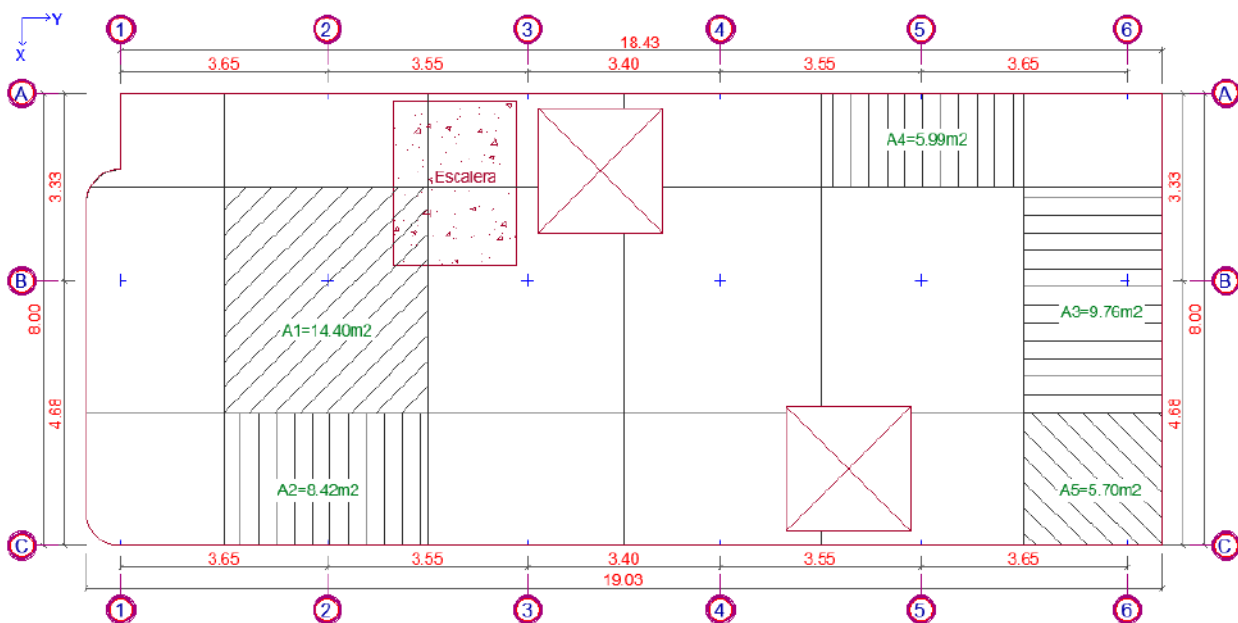 Y
X
1 2 3 4 5 6
18.43
3.65 3.55 3.40 3.55 3.65
A A
A4=5.99m2
Escalera
3.33 3.33
B B
8.00 8.00
A1=14.40m2
A3=9.76m2
4.68 4.68
A2=8.42m2
A5=5.70m2
C C
3.65 3.55 3.40 3.55 3.65
19.03
1 2 3 4 5 6